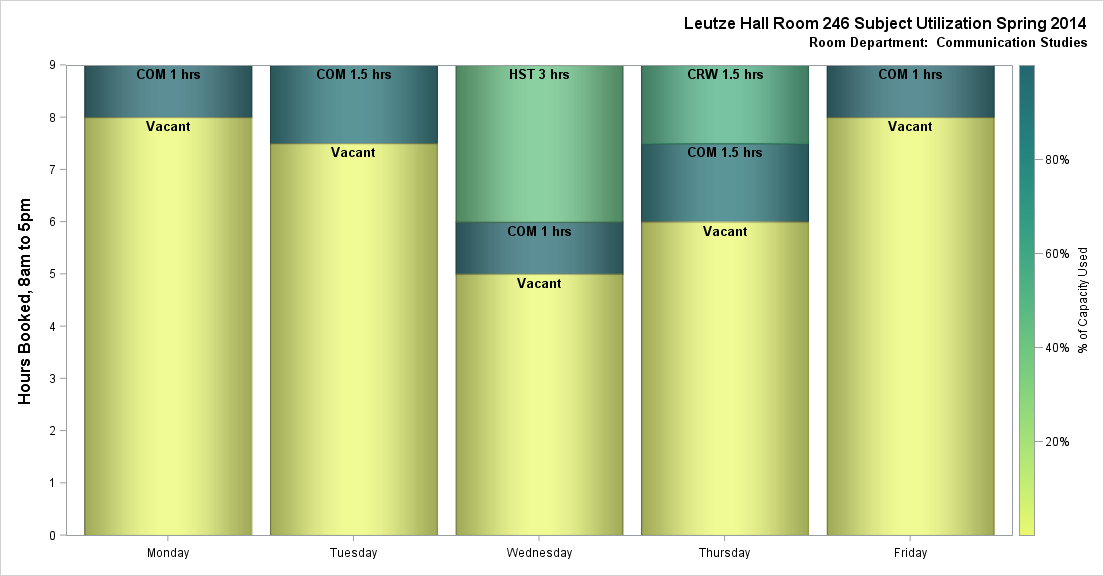 Leutze Hall Room 246 Subject Utilization Spring 2014
Room Department:  Communication Studies
Hours Booked, 8am to 5pm
9
8
7
6
5
4
3
2
1
0
COM 1 hrs
Vacant
COM 1.5 hrs
Vacant
HST 3 hrs
COM 1 hrs
Vacant
CRW 1.5 hrs
COM 1.5 hrs
Vacant
COM 1 hrs
Vacant
Monday
Tuesday
Wednesday
Thursday
Friday
80%
60%
40%
20%
% of Capacity Used